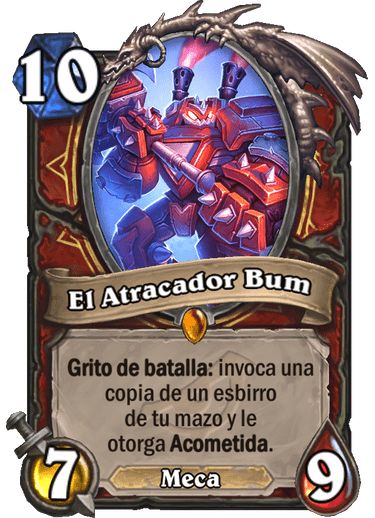 10
El Atracador Bum
Grito de batalla: invoca una
copia de un esbirro
de tu mazo y le
otorga Acometida.
Meca
7
9